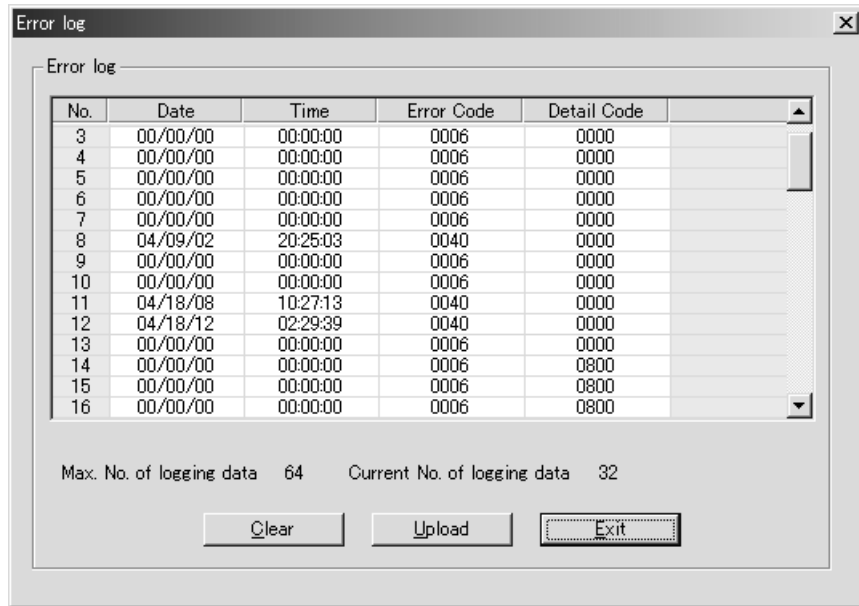 Error log
Error log
No. Date Time Error Code Detail Code
3 00/00/00 00:00:00 0006 0000
4 00/00/00 00:00:00 0006 0000
5 00/00/00 00:00:00 0006 0000
6 00/00/00 00:00:00 0006 0000
7 00/00/00 00:00:00 0006 0000
8 04/09/02 20:25:03 0040 0000
9 00/00/00 00:00:00 0006 0000
10 00/00/00 00:00:00 0006 0000
11 04/18/08 10:27:13 0040 0000
12 04/18/12 02:29:39 0040 0000
13 00/00/00 00:00:00 0006 0000
14 00/00/00 00:00:00 0006 0800
15 00/00/00 00:00:00 0006 0800
16 00/00/00 00:00:00 0006 0800
Max. No. of logging data 64 Current No. of logging data 32
Clear Upload Exit